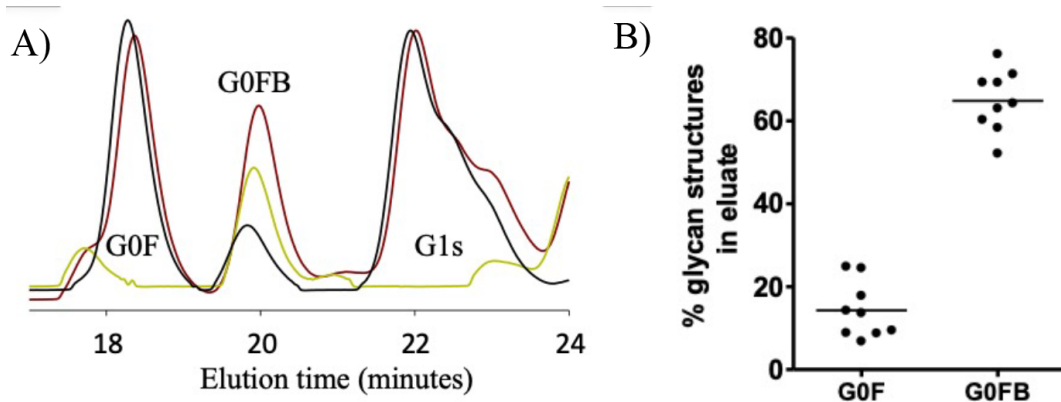 A)
G0FB
G0F
G1s
18 20 22 24
Elution time (minutes)
B)
% glycan structures
in eluate
80
60
40
20
0
G0F G0FB